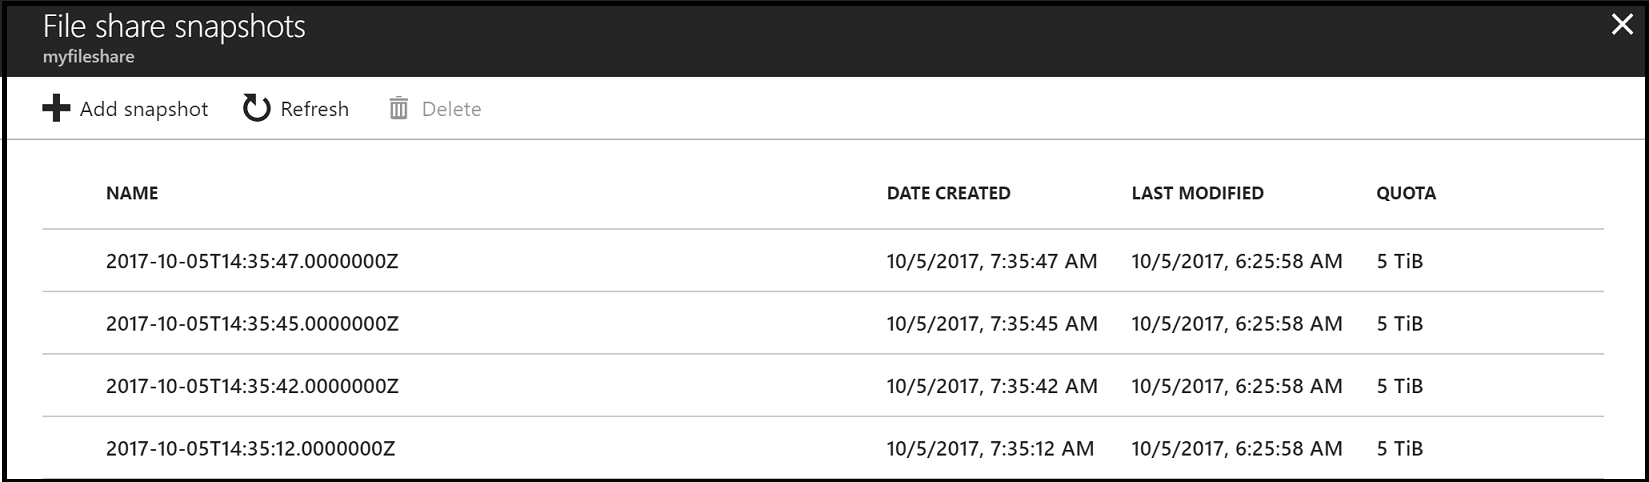 File share snapshots
myfileshare
Add snapshot Refresh Delete
NAME DATE CREATED LAST MODIFIED QUOTA
2017-10-05T14:35:47.0000000Z 10/5/2017, 7:35:47 AM 10/5/2017, 6:25:58 AM 5 TiB
2017-10-05T14:35:45.0000000Z 10/5/2017, 7:35:45 AM 10/5/2017, 6:25:58 AM 5 TiB
2017-10-05T14:35:42.0000000Z 10/5/2017, 7:35:42 AM 10/5/2017, 6:25:58 AM 5 TiB
2017-10-05T14:35:12.0000000Z 10/5/2017, 7:35:12 AM 10/5/2017, 6:25:58 AM 5 TiB